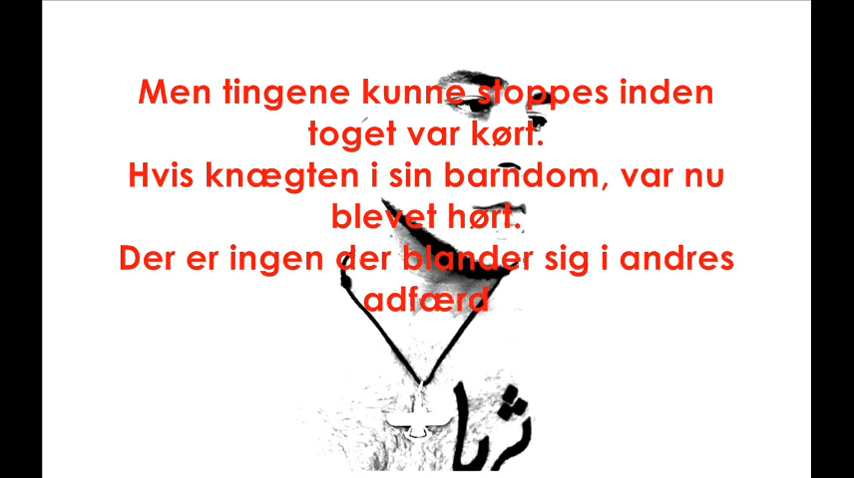 Men tingene kunne stoppes inden
toget var kørt.
Hvis knægten i sin barndom, var nu
blevet hørt.
Der er ingen der blander sig i andres
adfærd
ثریا